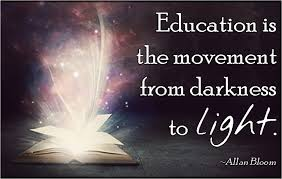 Education is
the movement
from darkness
to light.
~Allan Bloom